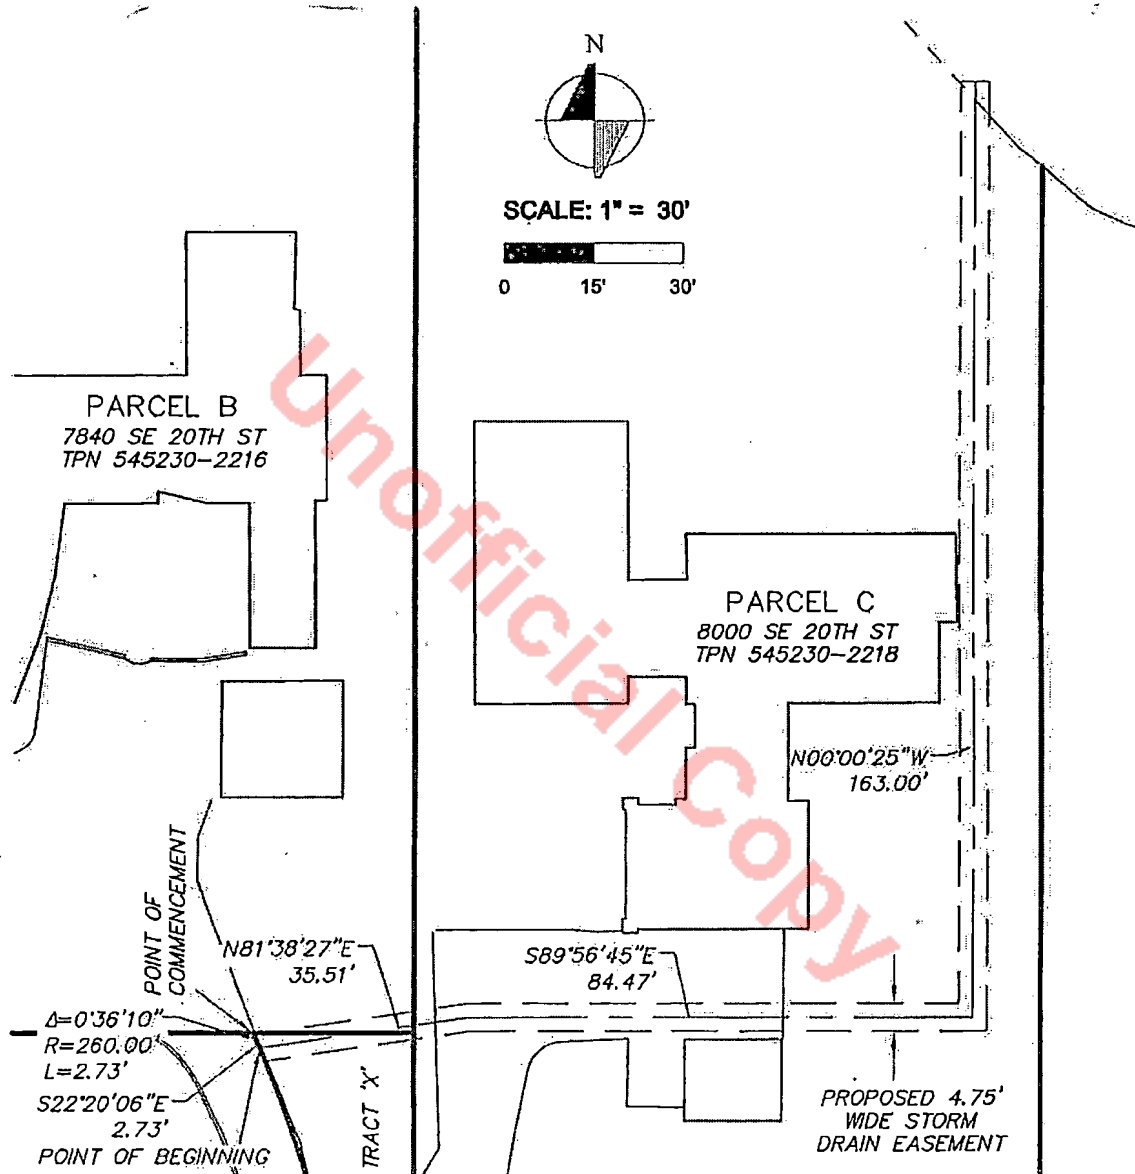 N
SCALE: 1" = 30'
0 15' 30'
PARCEL B
7840 SE 20TH ST
TPN 545230-2216
PARCEL C
8000 SE 20TH ST
TPN 545230-2218
N00°00'25"W
163.00'
POINT OF
COMMENCEMENT
N81°38'27"E
35.51'
S89°56'45"E
84.47'
Δ=0°36'10"
R=260.00'
L=2.73'
S22°20'06"E
2.73'
POINT OF BEGINNING
TRACT 'X'
PROPOSED 4.75'
WIDE STORM
DRAIN EASEMENT
Unofficial Copy